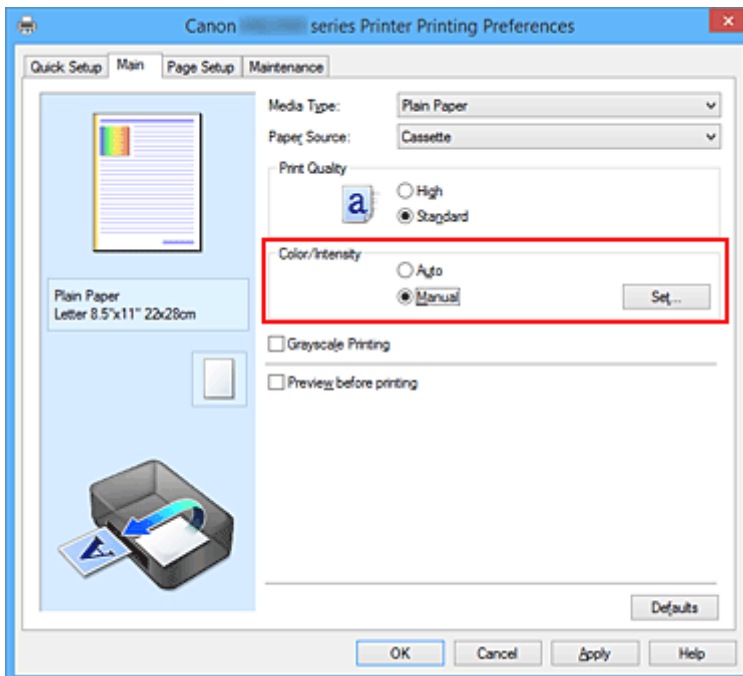 Canon series Printer Printing Preferences
Quick Setup Main Page Setup Maintenance
Media Type: Plain Paper
Paper Source: Cassette
Print Quality
a
High
Standard
Color/Intensity
Auto
Manual Set...
Plain Paper
Letter 8.5"x11" 22x28cm
Grayscale Printing
Preview before printing
A
Defaults
OK Cancel Apply Help